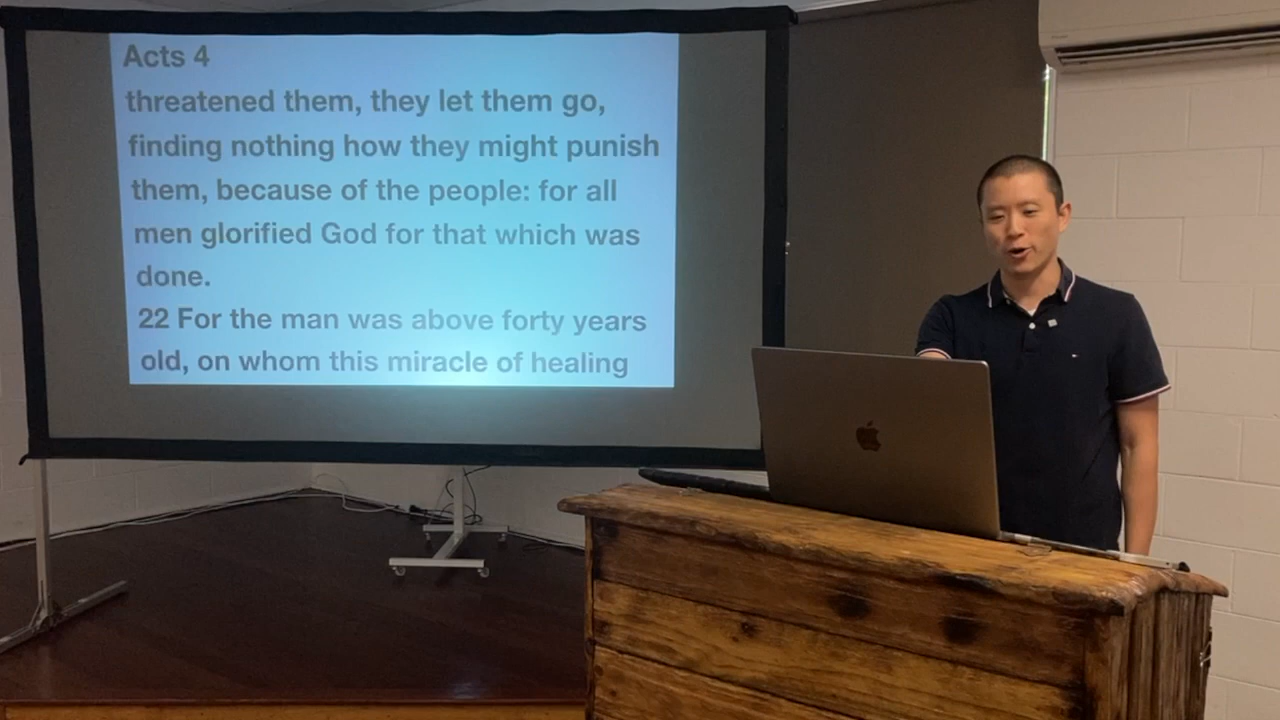 Acts 4
threatened them, they let them go,
finding nothing how they might punish
them, because of the people: for all
men glorified God for that which was
done.
22 For the man was above forty years
old, on whom this miracle of healing